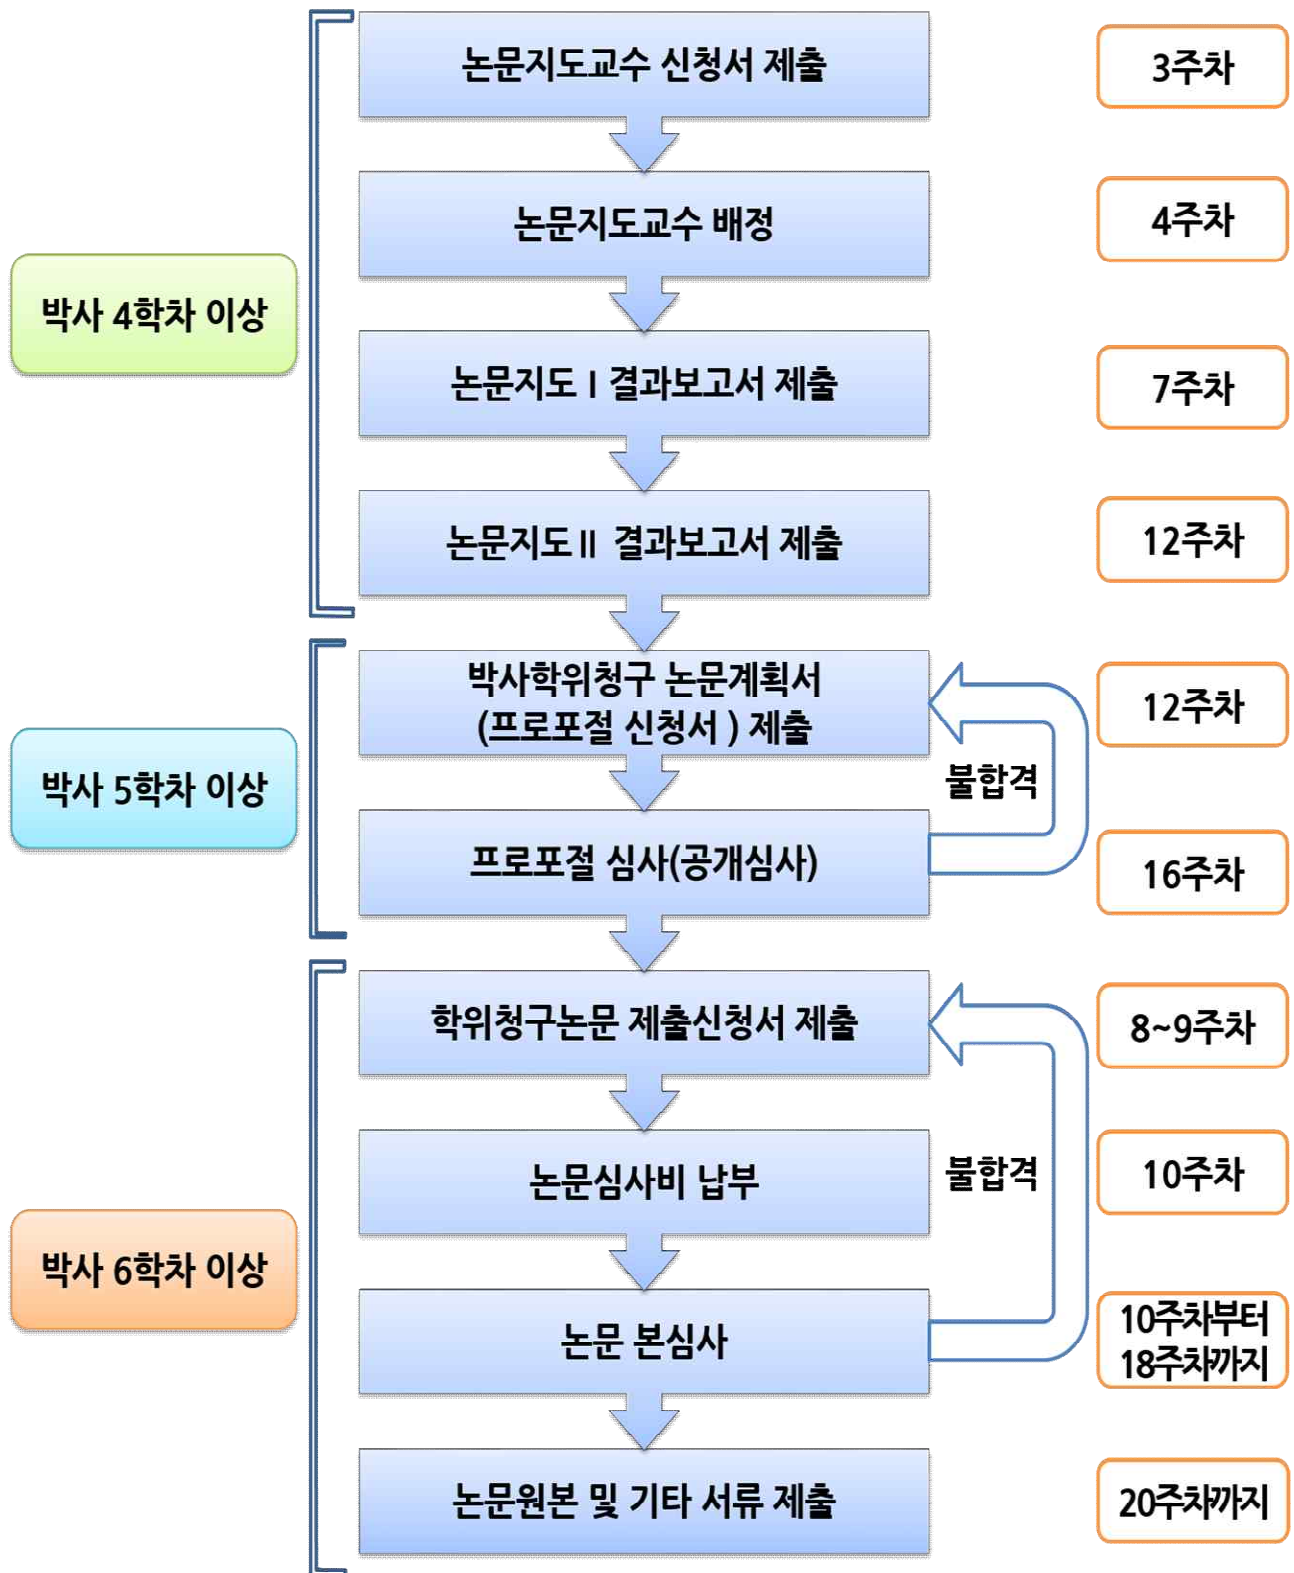 논문지도교수 신청서 제출
3주차
논문지도교수 배정
4주차
박사 4학차 이상
논문지도 Ⅰ 결과보고서 제출
7주차
논문지도Ⅱ 결과보고서 제출
12주차
박사학위청구 논문계획서
(프로포절 신청서 ) 제출
12주차
불합격
박사 5학차 이상
프로포절 심사(공개심사)
16주차
학위청구논문 제출신청서 제출
8~9주차
논문심사비 납부
불합격
10주차
박사 6학차 이상
논문 본심사
10주차부터
18주차까지
논문원본 및 기타 서류 제출
20주차까지